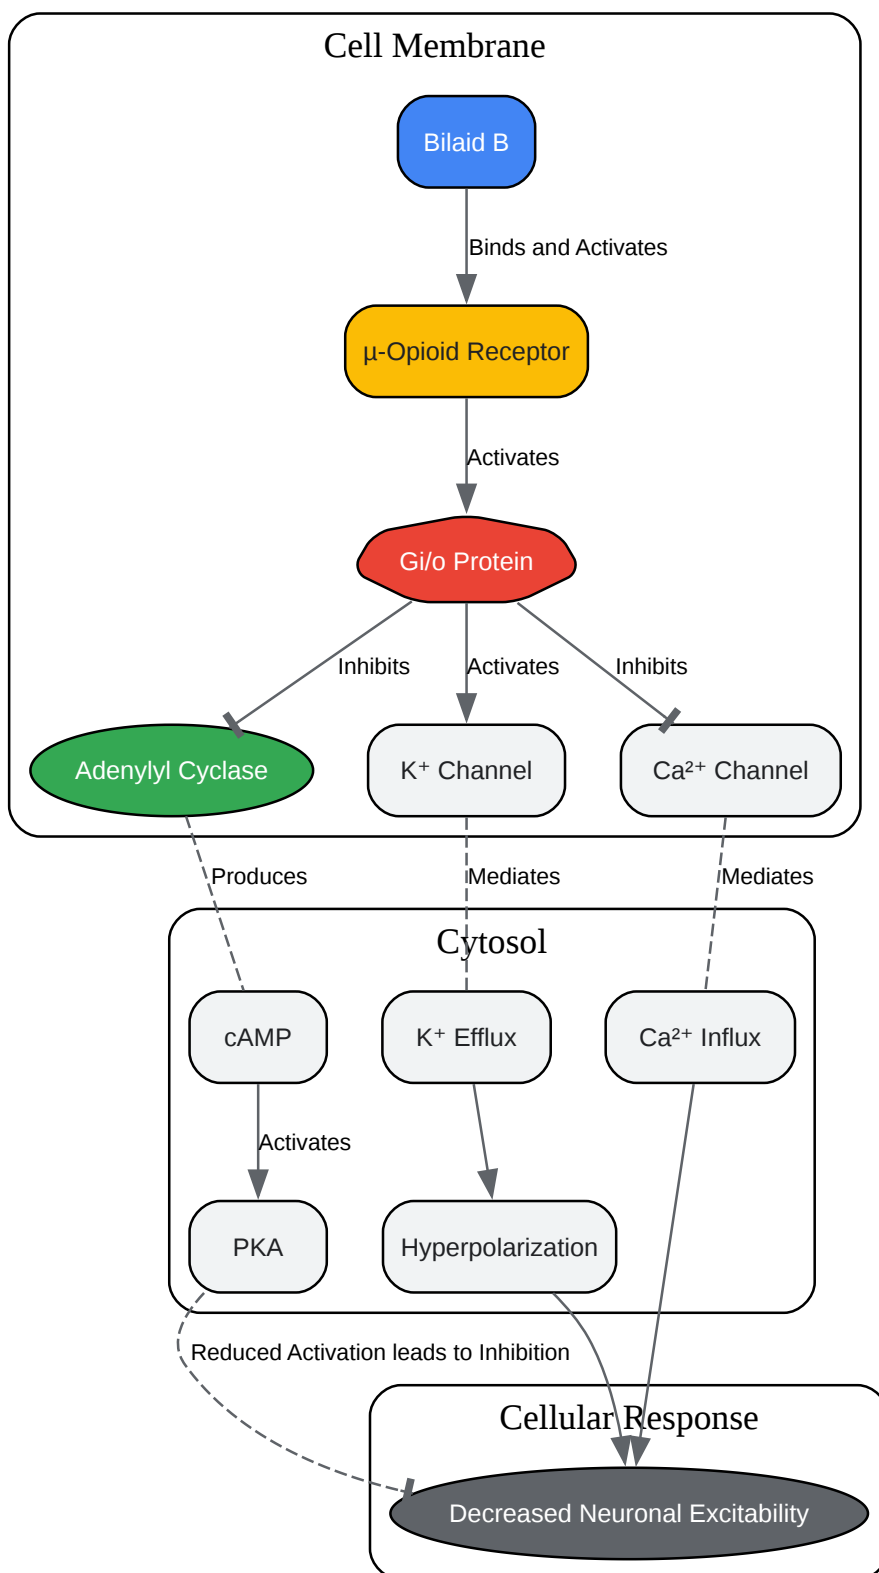 Cell Membrane
Bilaid B
Binds and Activates
µ-Opioid Receptor
Activates
Gi/o Protein
Inhibits
Activates
Inhibits
Adenylyl Cyclase
K⁺ Channel
Ca²⁺ Channel
Produces
Mediates
Mediates
Cytosol
cAMP
K⁺ Efflux
Ca²⁺ Influx
Activates
PKA
Hyperpolarization
Reduced Activation leads to Inhibition
Cellular Response
Decreased Neuronal Excitability